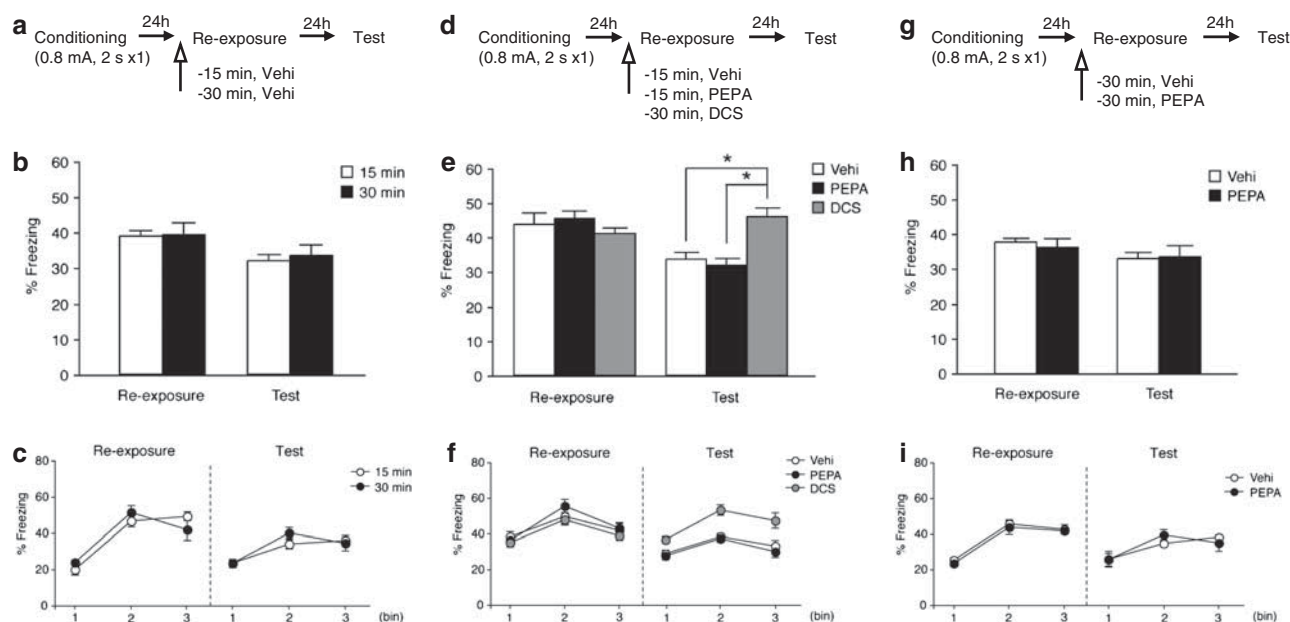 a
24h
24h
Conditioning
Re-exposure
Test
(0.8 mA, 2 s x1)
-15 min, Vehi
-30 min, Vehi
d
24h
24h
Conditioning
Re-exposure
Test
(0.8 mA, 2 s x1)
-15 min, Vehi
-15 min, PEPA
-30 min, DCS
g
24h
24h
Conditioning
Re-exposure
Test
(0.8 mA, 2 s x1)
-30 min, Vehi
-30 min, PEPA
b
60
50
40
30
20
10
0
% Freezing
15 min
30 min
Re-exposure
Test
e
60
50
40
30
20
10
0
% Freezing
*
*
Vehi
PEPA
DCS
Re-exposure
Test
h
60
50
40
30
20
10
0
% Freezing
Vehi
PEPA
Re-exposure
Test
c
Re-exposure
Test
80
60
40
20
0
% Freezing
15 min
30 min
1
2
3
1
2
3
(bin)
f
Re-exposure
Test
80
60
40
20
0
% Freezing
Vehi
PEPA
DCS
1
2
3
1
2
3
(bin)
i
Re-exposure
Test
80
60
40
20
0
% Freezing
Vehi
PEPA
1
2
3
1
2
3
(bin)